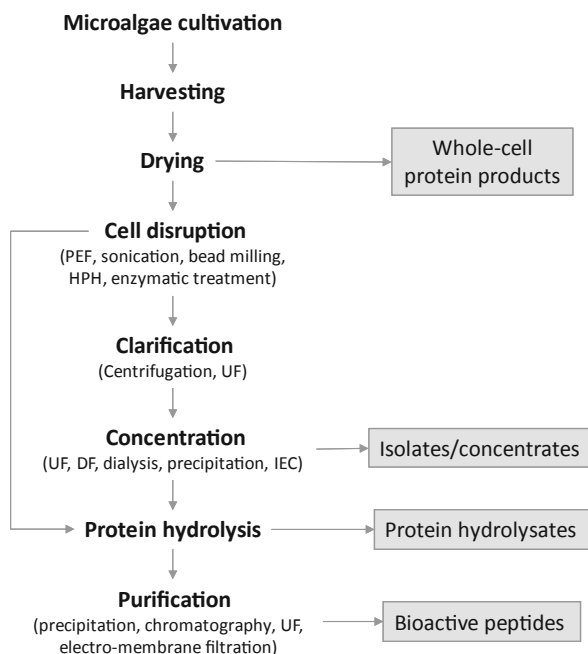 Microalgae cultivation
Harvesting
Drying
Whole-cell
protein products
Cell disruption
(PEF, sonication, bead milling,
HPH, enzymatic treatment)
Clarification
(Centrifugation, UF)
Concentration
(UF, DF, dialysis, precipitation, IEC)
Isolates/concentrates
Protein hydrolysis
Protein hydrolysates
Purification
(precipitation, chromatography, UF,
electro-membrane filtration)
Bioactive peptides